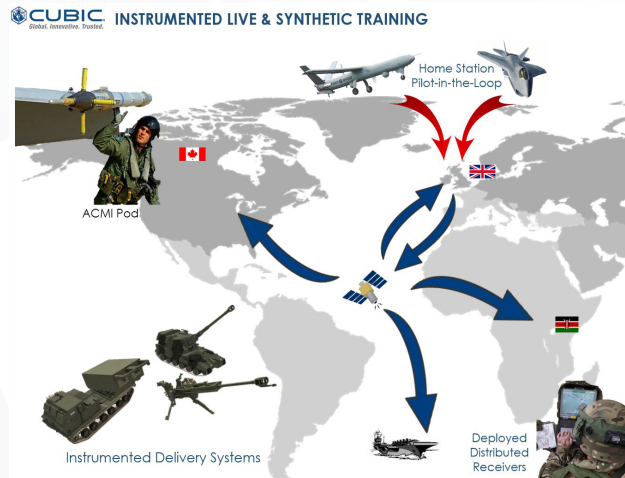 CUBIC
Global. Innovative. Trusted.
INSTRUMENTED LIVE & SYNTHETIC TRAINING
Home Station
Pilot-in-the-Loop
ACMI Pod
Instrumented Delivery Systems
Deployed
Distributed
Receivers